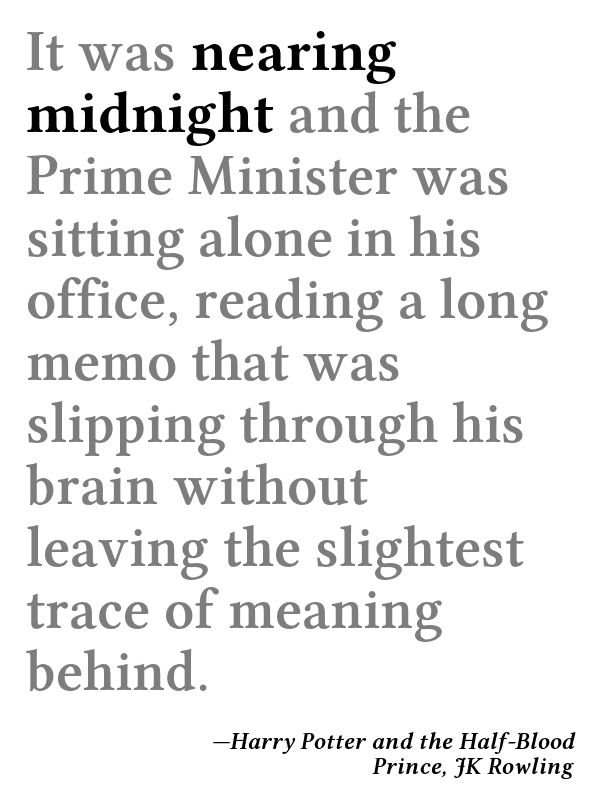 It was nearing
midnight and the
Prime Minister was
sitting alone in his
office, reading a long
memo that was
slipping through his
brain without
leaving the slightest
trace of meaning
behind.
—Harry Potter and the Half-Blood
Prince, JK Rowling